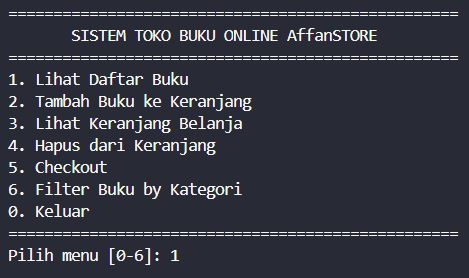 ==================================================
SISTEM TOKO BUKU ONLINE AffanSTORE
==================================================
1. Lihat Daftar Buku
2. Tambah Buku ke Keranjang
3. Lihat Keranjang Belanja
4. Hapus dari Keranjang
5. Checkout
6. Filter Buku by Kategori
0. Keluar
==================================================
Pilih menu [0-6]: 1